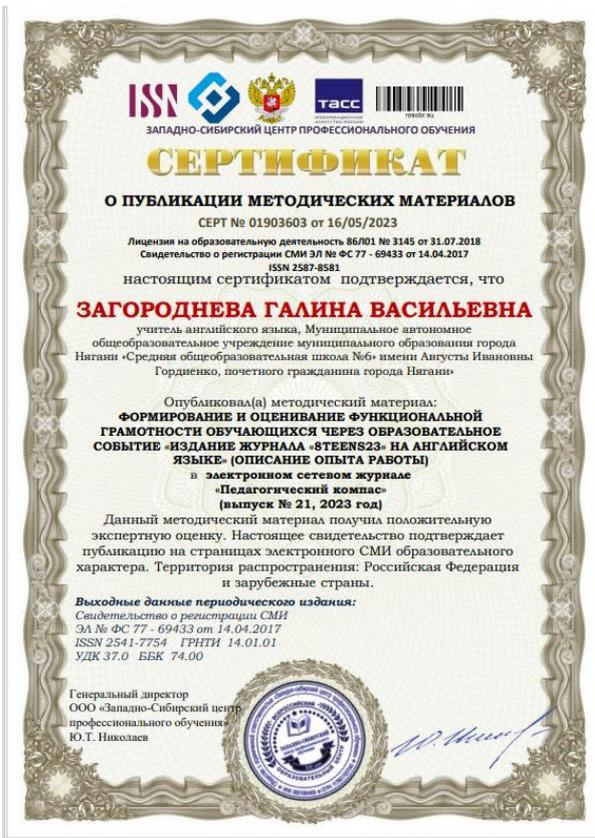 ISSN
ТАСС
ИНФОРМАЦИОННОЕ
АГЕНТСТВО РОССИИ
rosobr.su
ЗАПАДНО-СИБИРСКИЙ ЦЕНТР ПРОФЕССИОНАЛЬНОГО ОБУЧЕНИЯ
СЕРТИФИКАТ
О ПУБЛИКАЦИИ МЕТОДИЧЕСКИХ МАТЕРИАЛОВ
СЕРТ № 01903603 от 16/05/2023
Лицензия на образовательную деятельность 86Л01 № 3145 от 31.07.2018
Свидетельство о регистрации СМИ ЭЛ № ФС 77 - 69433 от 14.04.2017
ISSN 2587-8581
настоящим сертификатом подтверждается, что
ЗАГОРОДНЕВА ГАЛИНА ВАСИЛЬЕВНА
учитель английского языка, Муниципальное автономное
общеобразовательное учреждение муниципального образования города
Нягани «Средняя общеобразовательная школа №6» имени Августы Ивановны
Гордиенко, почетного гражданина города Нягани»
Опубликовал(а) методический материал:
ФОРМИРОВАНИЕ И ОЦЕНИВАНИЕ ФУНКЦИОНАЛЬНОЙ
ГРАМОТНОСТИ ОБУЧАЮЩИХСЯ ЧЕРЕЗ ОБРАЗОВАТЕЛЬНОЕ
СОБЫТИЕ «ИЗДАНИЕ ЖУРНАЛА «8TEENS23» НА АНГЛИЙСКОМ
ЯЗЫКЕ» (ОПИСАНИЕ ОПЫТА РАБОТЫ)
в электронном сетевом журнале
«Педагогический компас»
(выпуск № 21, 2023 год)
Данный методический материал получил положительную
экспертную оценку. Настоящее свидетельство подтверждает
публикацию на страницах электронного СМИ образовательного
характера. Территория распространения: Российская Федерация
и зарубежные страны.
Выходные данные периодического издания:
Свидетельство о регистрации СМИ
ЭЛ № ФС 77 - 69433 от 14.04.2017
ISSN 2541-7754 ГРНТИ 14.01.01
УДК 37.0 ББК 74.00
Генеральный директор
ООО «Западно-Сибирский центр
профессионального обучения»
Ю.Т. Николаев
ЗАПАДНО-СИБИРСКИЙ